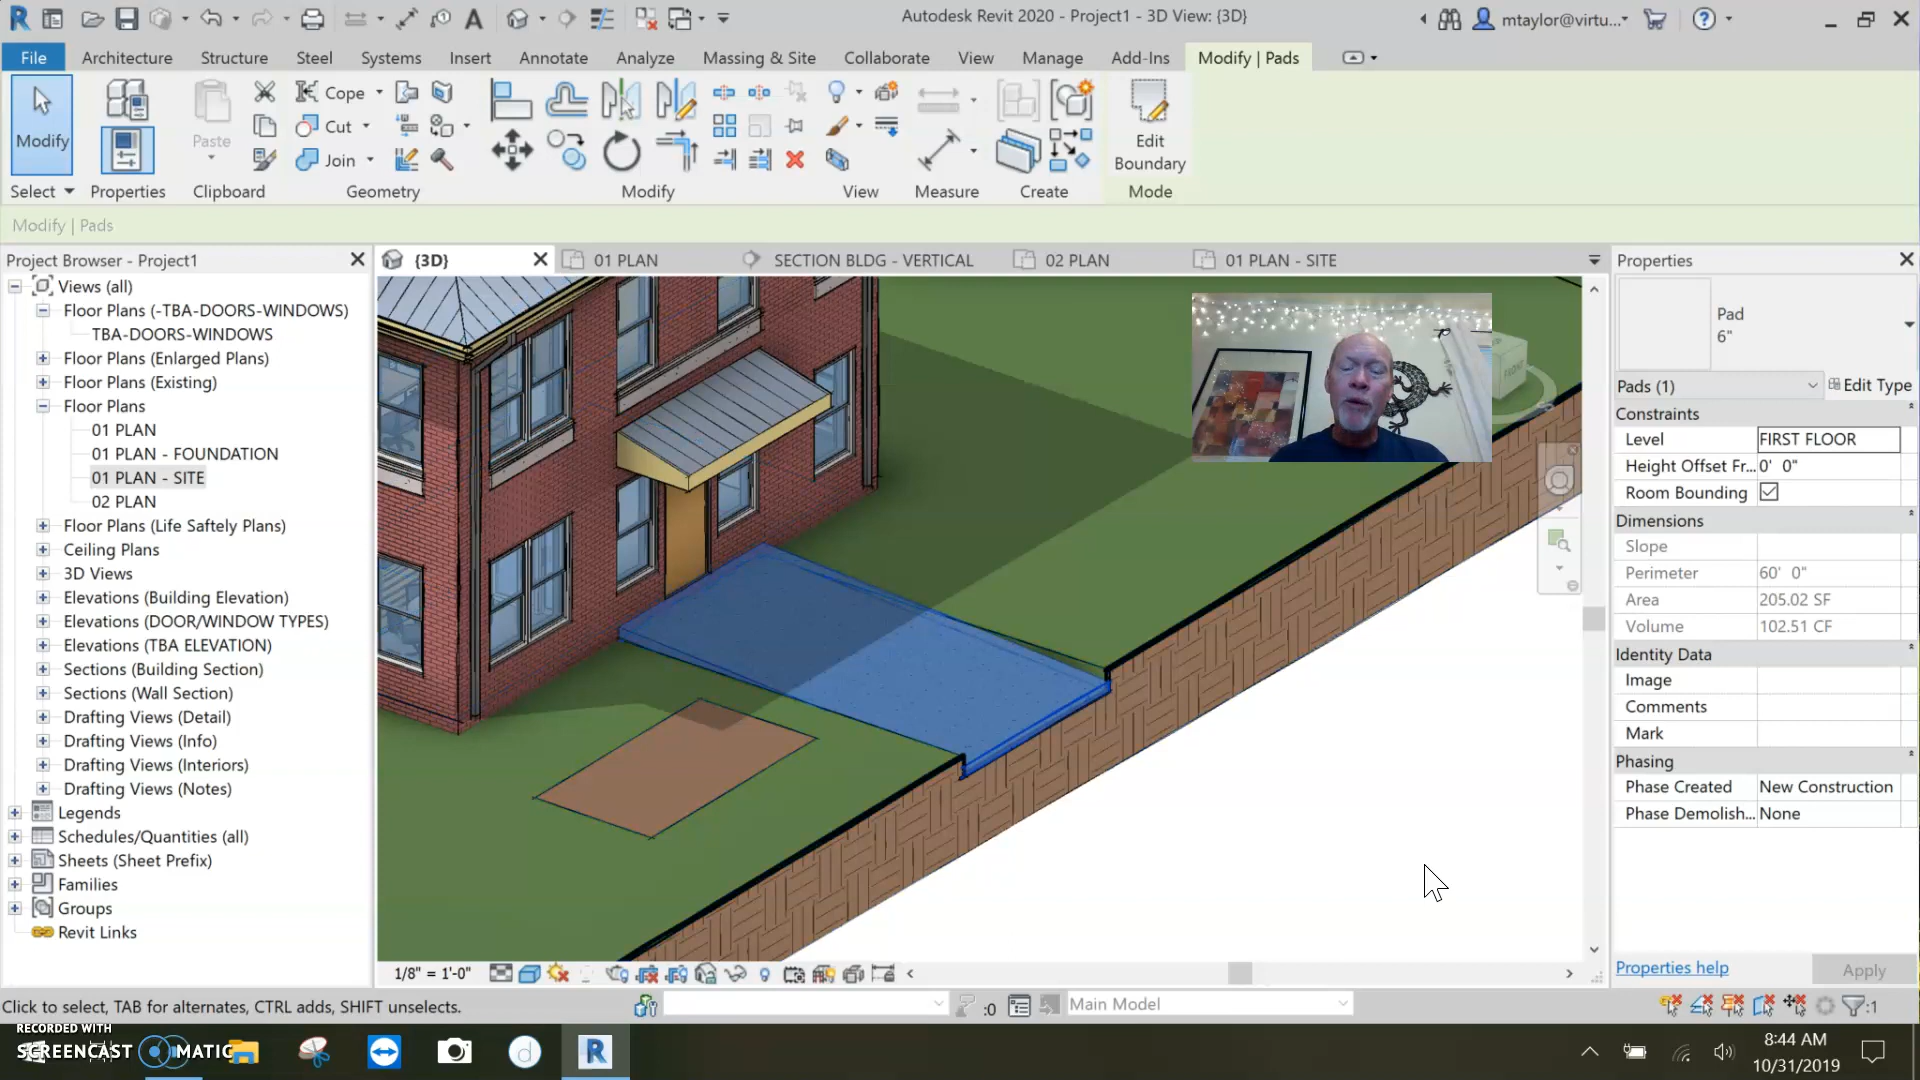 Autodesk Revit 2020 - Project1 - 3D View: {3D}
mtaylor@virtu...
File Architecture Structure Steel Systems Insert Annotate Analyze Massing & Site Collaborate View Manage Add-Ins Modify | Pads
Modify
Paste
Cope
Cut
Join
Edit
Boundary
Select Properties Clipboard Geometry Modify View Measure Create Mode
Modify | Pads
Project Browser - Project1
Views (all)
Floor Plans (-TBA-DOORS-WINDOWS)
TBA-DOORS-WINDOWS
Floor Plans (Enlarged Plans)
Floor Plans (Existing)
Floor Plans
01 PLAN
01 PLAN - FOUNDATION
01 PLAN - SITE
02 PLAN
Floor Plans (Life Saftely Plans)
Ceiling Plans
3D Views
Elevations (Building Elevation)
Elevations (DOOR/WINDOW TYPES)
Elevations (TBA ELEVATION)
Sections (Building Section)
Sections (Wall Section)
Drafting Views (Detail)
Drafting Views (Info)
Drafting Views (Interiors)
Drafting Views (Notes)
Legends
Schedules/Quantities (all)
Sheets (Sheet Prefix)
Families
Groups
Revit Links
{3D} 01 PLAN SECTION BLDG - VERTICAL 02 PLAN 01 PLAN - SITE
FRONT
1/8" = 1'-0"
Properties
Pad
6"
Pads (1) Edit Type
Constraints
Level FIRST FLOOR
Height Offset Fr... 0' 0"
Room Bounding
Dimensions
Slope
Perimeter 60' 0"
Area 205.02 SF
Volume 102.51 CF
Identity Data
Image
Comments
Mark
Phasing
Phase Created New Construction
Phase Demolish... None
Properties help Apply
Click to select, TAB for alternates, CTRL adds, SHIFT unselects.
:0 Main Model :1
RECORDED WITH
SCREENCAST MATIC
8:44 AM
10/31/2019